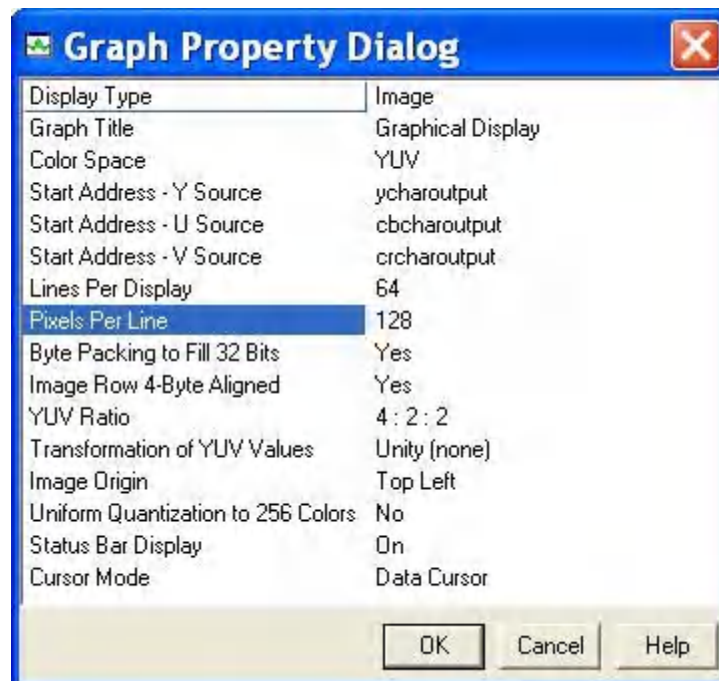 Graph Property Dialog
Display Type Image
Graph Title Graphical Display
Color Space YUV
Start Address - Y Source ycharoutput
Start Address - U Source cbcharoutput
Start Address - V Source crcharoutput
Lines Per Display 64
Pixels Per Line 128
Byte Packing to Fill 32 Bits Yes
Image Row 4-Byte Aligned Yes
YUV Ratio 4 : 2 : 2
Transformation of YUV Values Unity (none)
Image Origin Top Left
Uniform Quantization to 256 Colors No
Status Bar Display On
Cursor Mode Data Cursor
OK Cancel Help